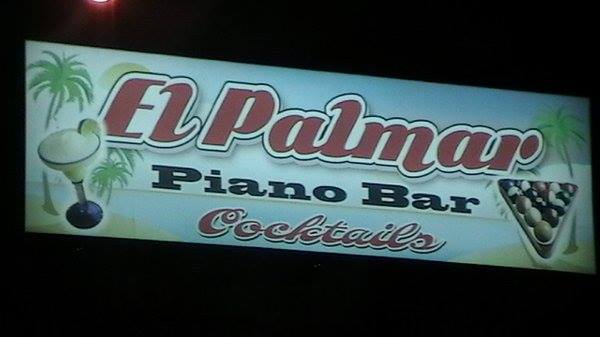 El Palmar
Piano Bar
Cocktails